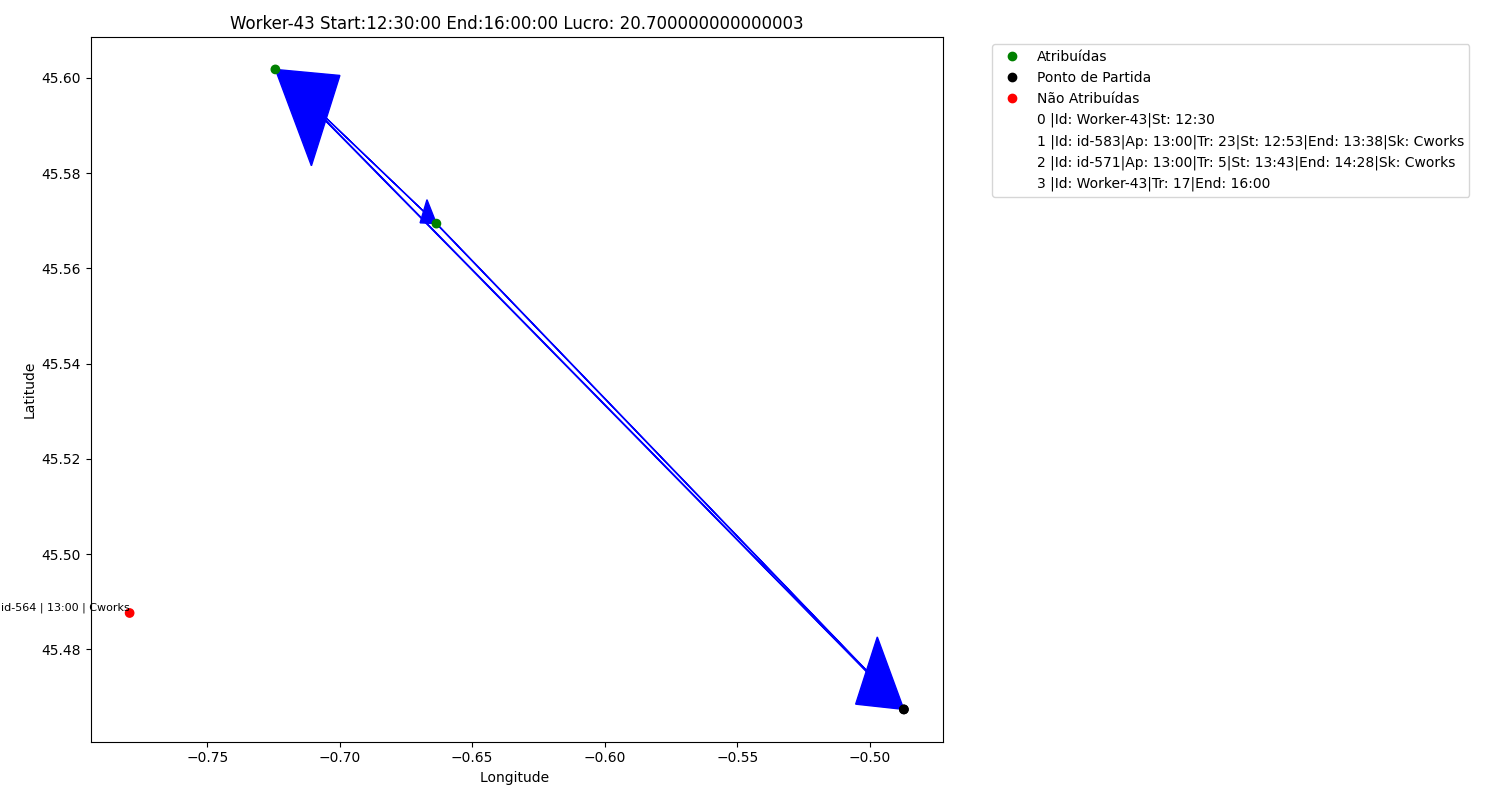 Worker-43 Start:12:30:00 End:16:00:00 Lucro: 20.700000000000003
45.60
45.58
45.56
45.54
45.52
45.50
45.48
Latitude
−0.75
−0.70
−0.65
−0.60
−0.55
−0.50
Longitude
id-564 | 13:00 | Cworks
Atribuídas
Ponto de Partida
Não Atribuídas
0 |Id: Worker-43|St: 12:30
1 |Id: id-583|Ap: 13:00|Tr: 23|St: 12:53|End: 13:38|Sk: Cworks
2 |Id: id-571|Ap: 13:00|Tr: 5|St: 13:43|End: 14:28|Sk: Cworks
3 |Id: Worker-43|Tr: 17|End: 16:00